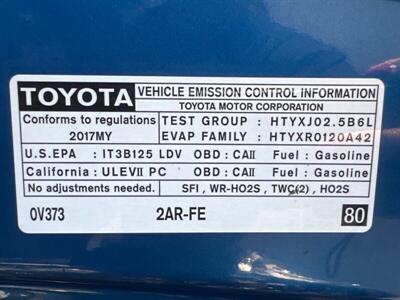 TOYOTA VEHICLE EMISSION CONTROL INFORMATION
TOYOTA MOTOR CORPORATION
Conforms to regulations
2017MY
TEST GROUP : HTYXJ02.5B6L
EVAP FAMILY : HTYXR0120A42
U.S.EPA : IT3B125 LDV OBD : CAII Fuel : Gasoline
California : ULEVII PC OBD : CAII Fuel : Gasoline
No adjustments needed. SFI , WR-HO2S , TWC(2) , HO2S
0V373 2AR-FE 80